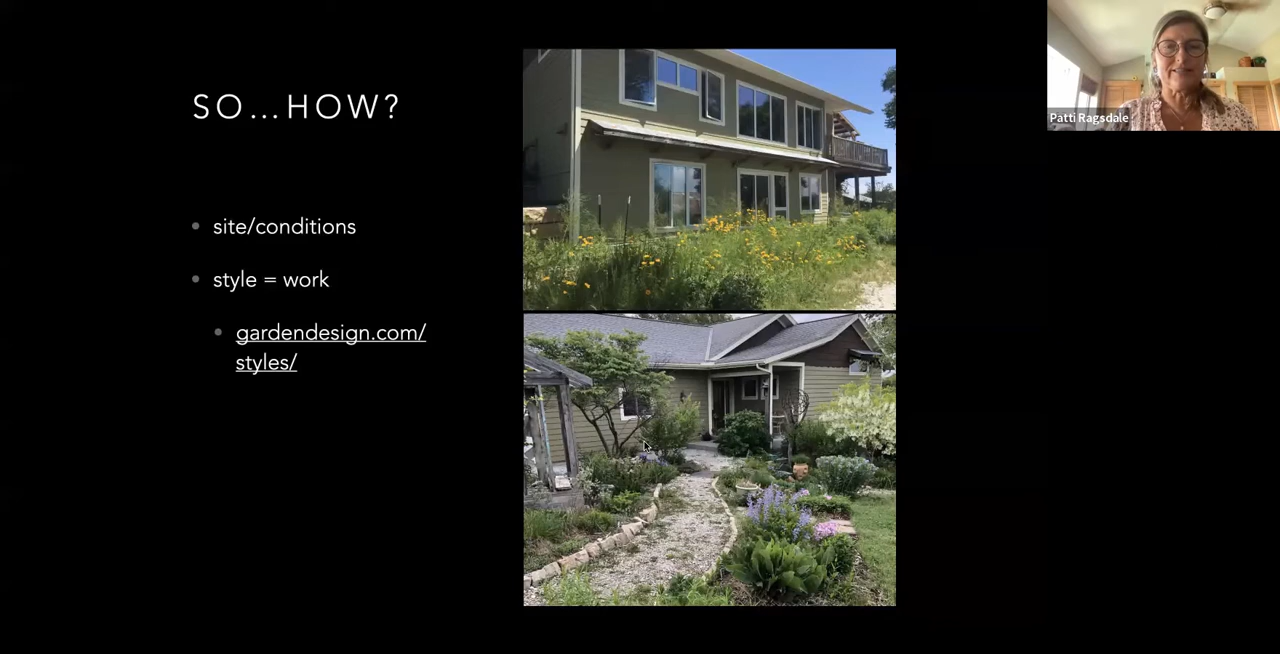 SO...HOW?
site/conditions
style = work
gardendesign.com/
styles/
Patti Ragsdale